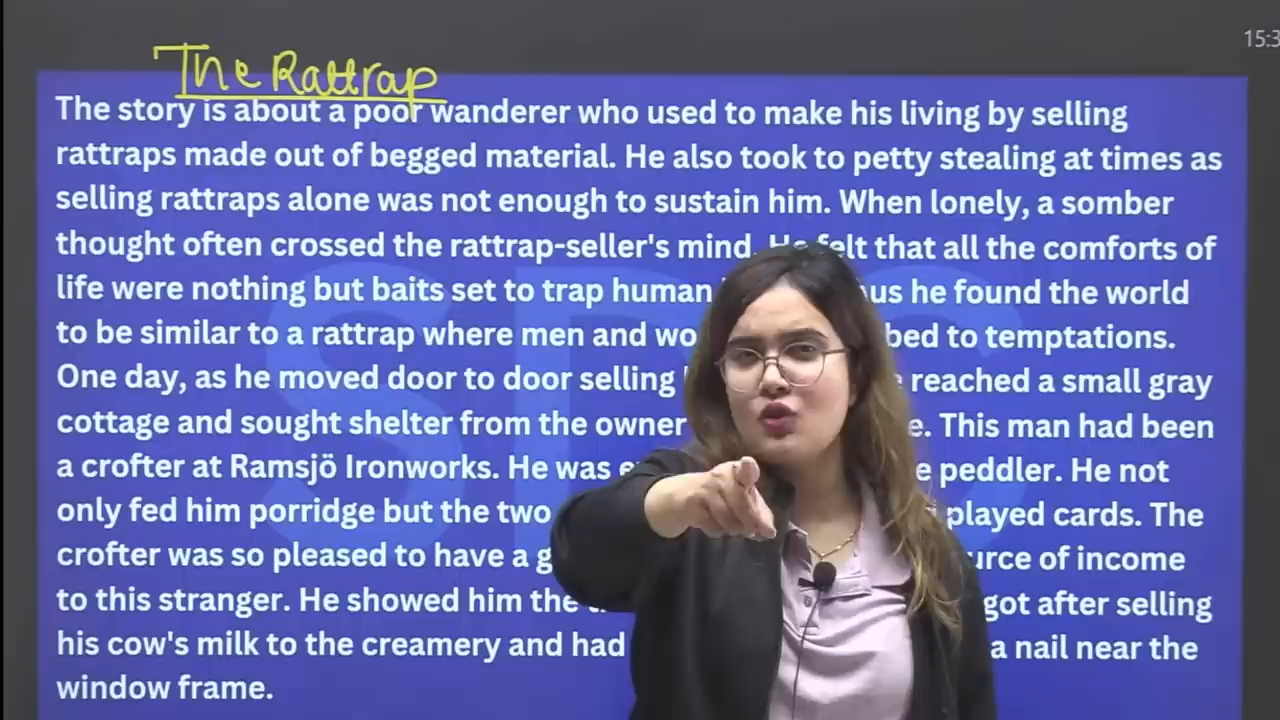 15:3
The Rattrap
The story is about a poor wanderer who used to make his living by selling
rattraps made out of begged material. He also took to petty stealing at times as
selling rattraps alone was not enough to sustain him. When lonely, a somber
thought often crossed the rattrap-seller's mind. He felt that all the comforts of
life were nothing but baits set to trap human he found the world
to be similar to a rattrap where men and to temptations.
One day, as he moved door to door selling reached a small gray
cottage and sought shelter from the owner This man had been
a crofter at Ramsjö Ironworks. He was peddler. He not
only fed him porridge but the two played cards. The
crofter was so pleased to have a of income
to this stranger. He showed him the got after selling
his cow's milk to the creamery and had a nail near the
window frame.